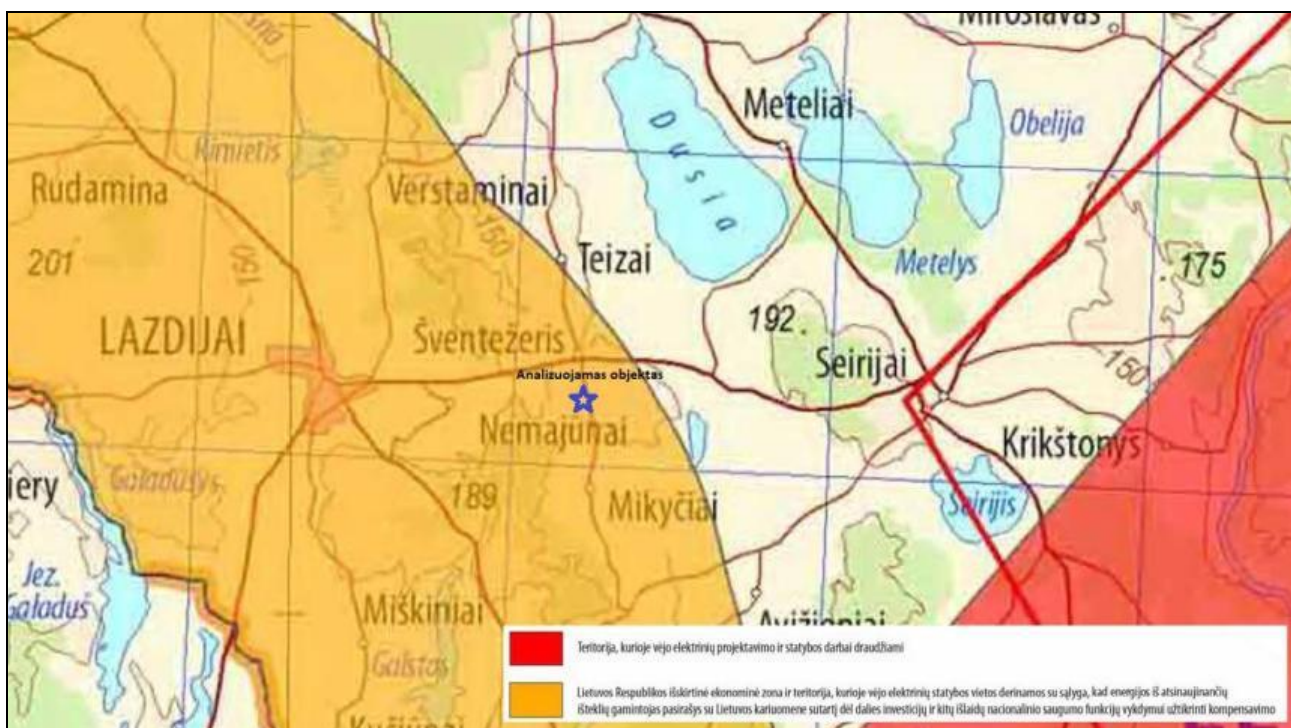 Miroslavas
Meteliai
Obelija
Dusia
Rimietis
Rudamina
Verstaminai
150
201
150
Teizai
Metelys
175
192
LAZDIJAI
Šventežeris
Seirijai
150
Analizuojamas objektas
Nemajūnai
Krikštonys
Galadusys
189
Mikyčiai
Seirijis
iery
Jez.
Gaładuś
Miškiniai
Galstas
Avižieniai
Kučiūnai
Teritorija, kurioje vėjo elektrinių projektavimo ir statybos darbai draudžiami
Lietuvos Respublikos išskirtinė ekonominė zona ir teritorija, kurioje vėjo elektrinių statybos vietos derinamos su sąlyga, kad energijos iš atsinaujinančių
išteklių gamintojas pasirašys su Lietuvos kariuomene sutartį dėl dalies investicijų ir kitų išlaidų nacionalinio saugumo funkcijų vykdymui užtikrinti kompensavimo